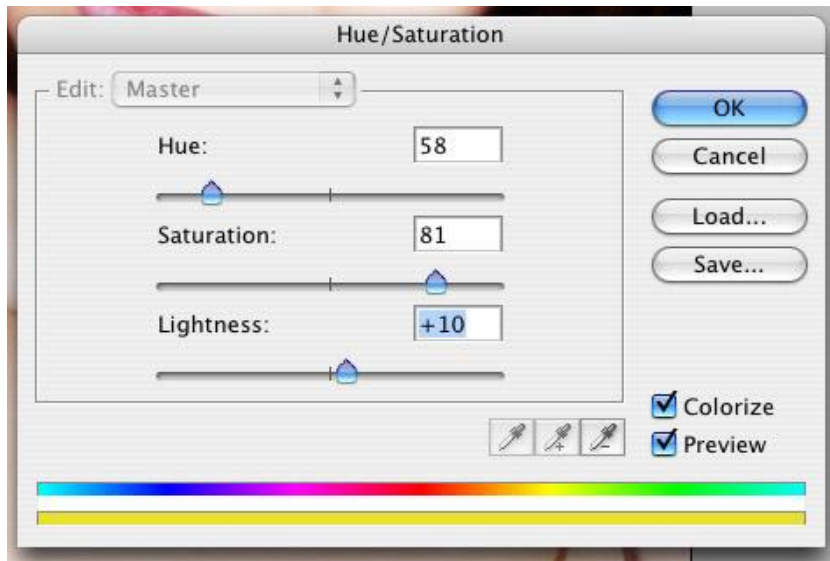 Hue/Saturation
Edit: Master
Hue: 58
Saturation: 81
Lightness: +10
OK
Cancel
Load...
Save...
Colorize
Preview